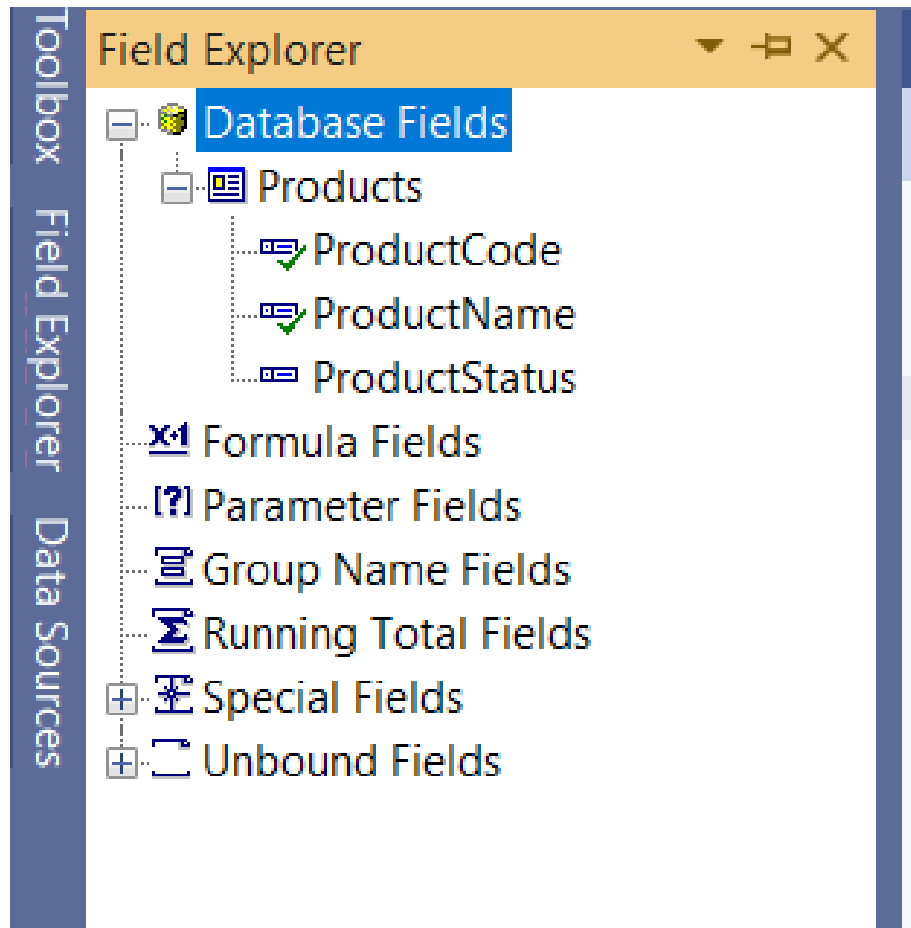 Toolbox
Field Explorer
Data Sources
Field Explorer
Database Fields
Products
ProductCode
ProductName
ProductStatus
Formula Fields
Parameter Fields
Group Name Fields
Running Total Fields
Special Fields
Unbound Fields